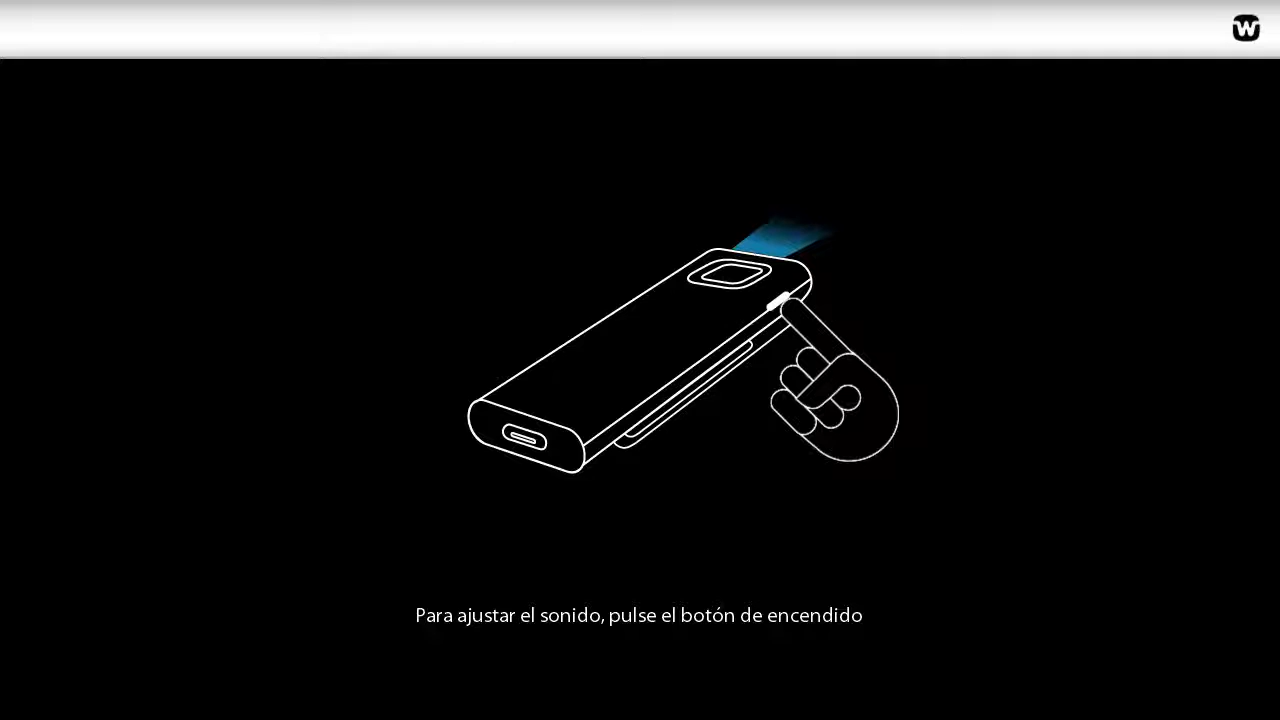 Para ajustar el sonido, pulse el botón de encendido